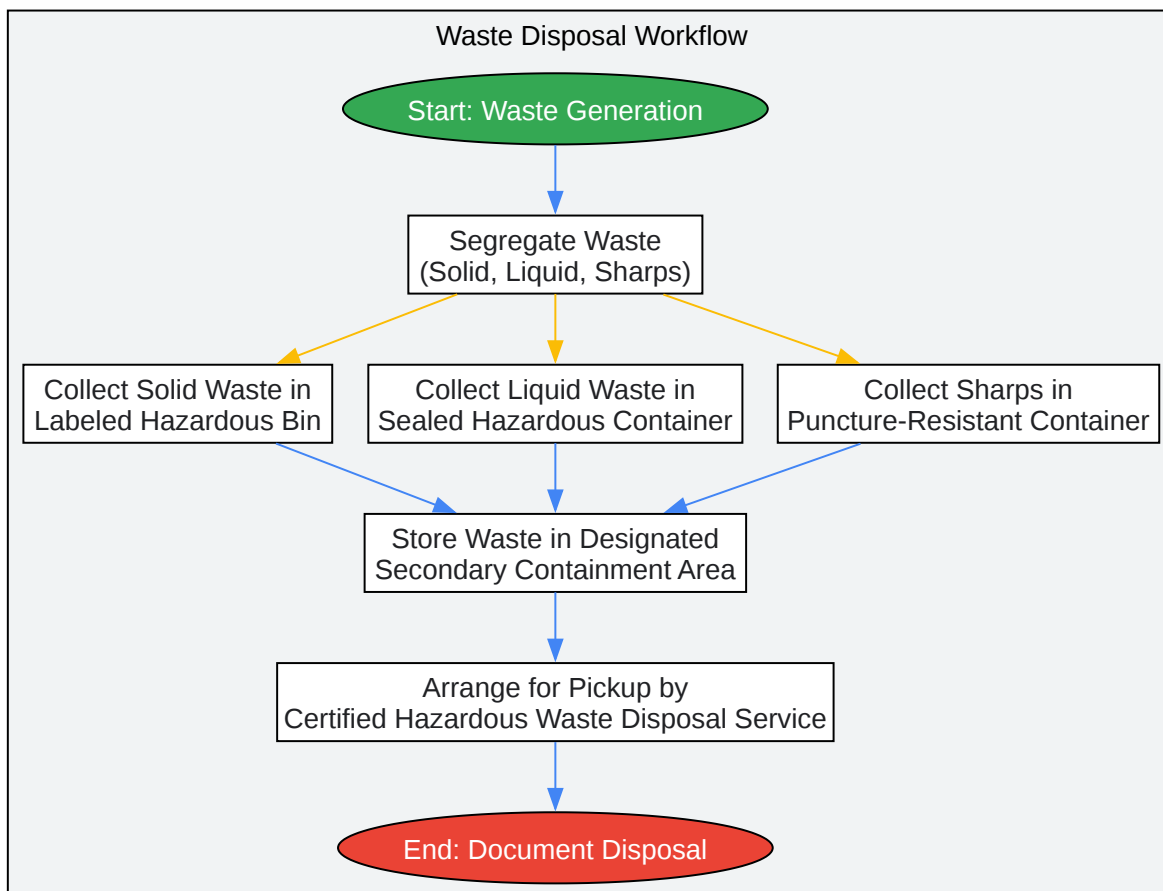 Waste Disposal Workflow
Start: Waste Generation
Segregate Waste
(Solid, Liquid, Sharps)
Collect Solid Waste in
Labeled Hazardous Bin
Collect Liquid Waste in
Sealed Hazardous Container
Collect Sharps in
Puncture-Resistant Container
Store Waste in Designated
Secondary Containment Area
Arrange for Pickup by
Certified Hazardous Waste Disposal Service
End: Document Disposal